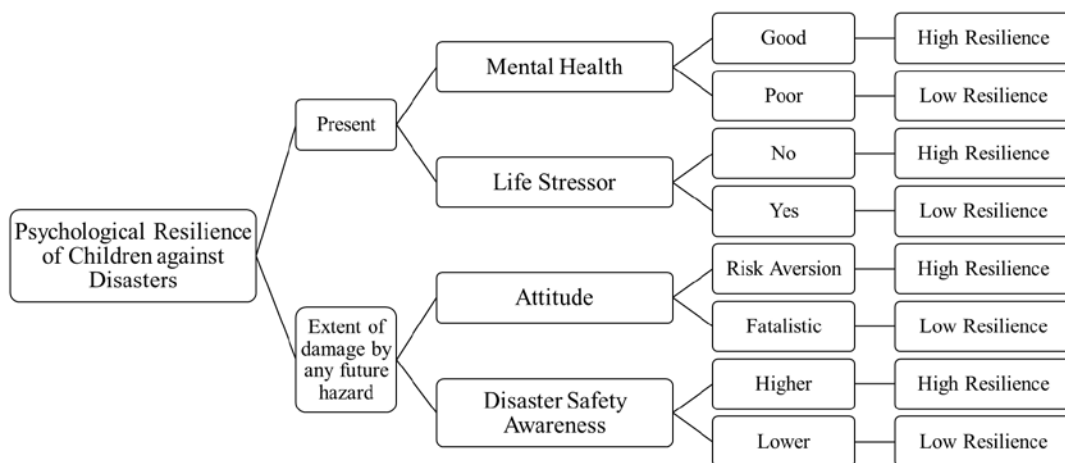 Psychological Resilience
of Children against
Disasters
Present
Extent of
damage by
any future
hazard
Mental Health
Life Stressor
Attitude
Disaster Safety
Awareness
Good
Poor
No
Yes
Risk Aversion
Fatalistic
Higher
Lower
High Resilience
Low Resilience
High Resilience
Low Resilience
High Resilience
Low Resilience
High Resilience
Low Resilience